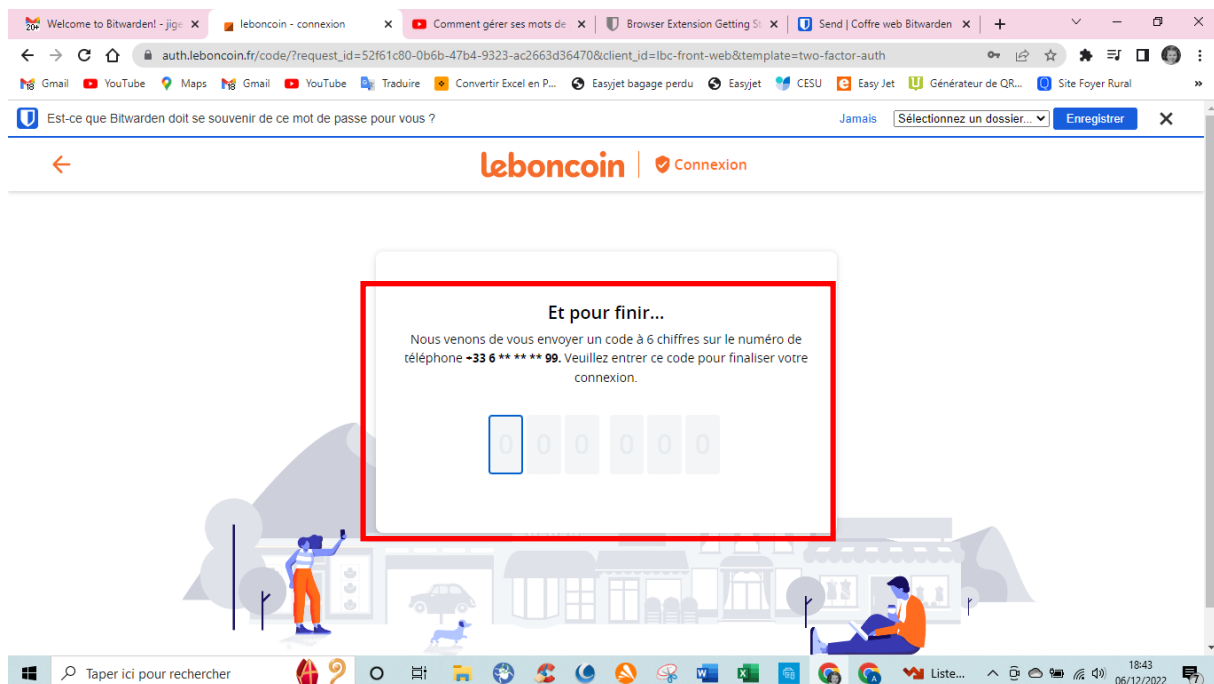 20+ Welcome to Bitwarden! - jige
leboncoin - connexion
Comment gérer ses mots de
Browser Extension Getting St
Send | Coffre web Bitwarden
auth.leboncoin.fr/code/?request_id=52f61c80-0b6b-47b4-9323-ac2663d36470&client_id=lbc-front-web&template=two-factor-auth
Gmail YouTube Maps Gmail YouTube Traduire Convertir Excel en P... Easyjet bagage perdu Easyjet CESU Easy Jet Générateur de QR... Site Foyer Rural »
Est-ce que Bitwarden doit se souvenir de ce mot de passe pour vous ? Jamais Sélectionnez un dossier... Enregistrer
leboncoin Connexion
Et pour finir...
Nous venons de vous envoyer un code à 6 chiffres sur le numéro de
téléphone +33 6 ** ** ** 99. Veuillez entrer ce code pour finaliser votre
connexion.
0 0 0 0 0 0
Taper ici pour rechercher
Liste...
18:43
06/12/2022
7